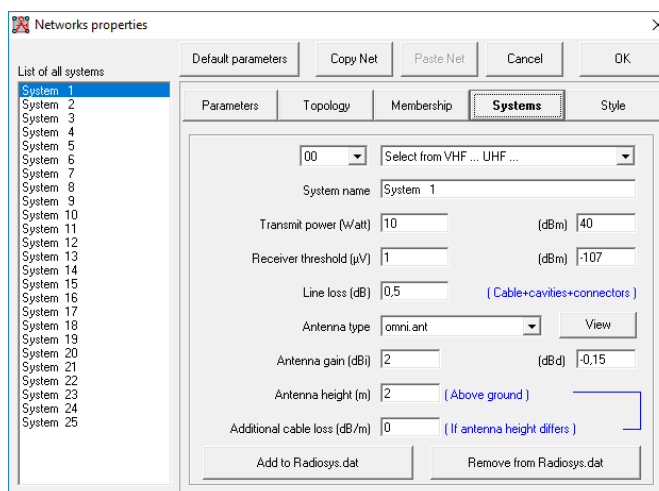 Networks properties
Default parameters Copy Net Paste Net Cancel OK
List of all systems
System 1
System 2
System 3
System 4
System 5
System 6
System 7
System 8
System 9
System 10
System 11
System 12
System 13
System 14
System 15
System 16
System 17
System 18
System 19
System 20
System 21
System 22
System 23
System 24
System 25
Parameters Topology Membership Systems Style
00 Select from VHF ... UHF ...
System name System 1
Transmit power (Watt) 10 (dBm) 40
Receiver threshold (µV) 1 (dBm) -107
Line loss (dB) 0,5 ( Cable+cavities+connectors )
Antenna type omni.ant View
Antenna gain (dBi) 2 (dBd) -0,15
Antenna height (m) 2 ( Above ground )
Additional cable loss (dB/m) 0 ( If antenna height differs )
Add to Radiosys.dat Remove from Radiosys.dat